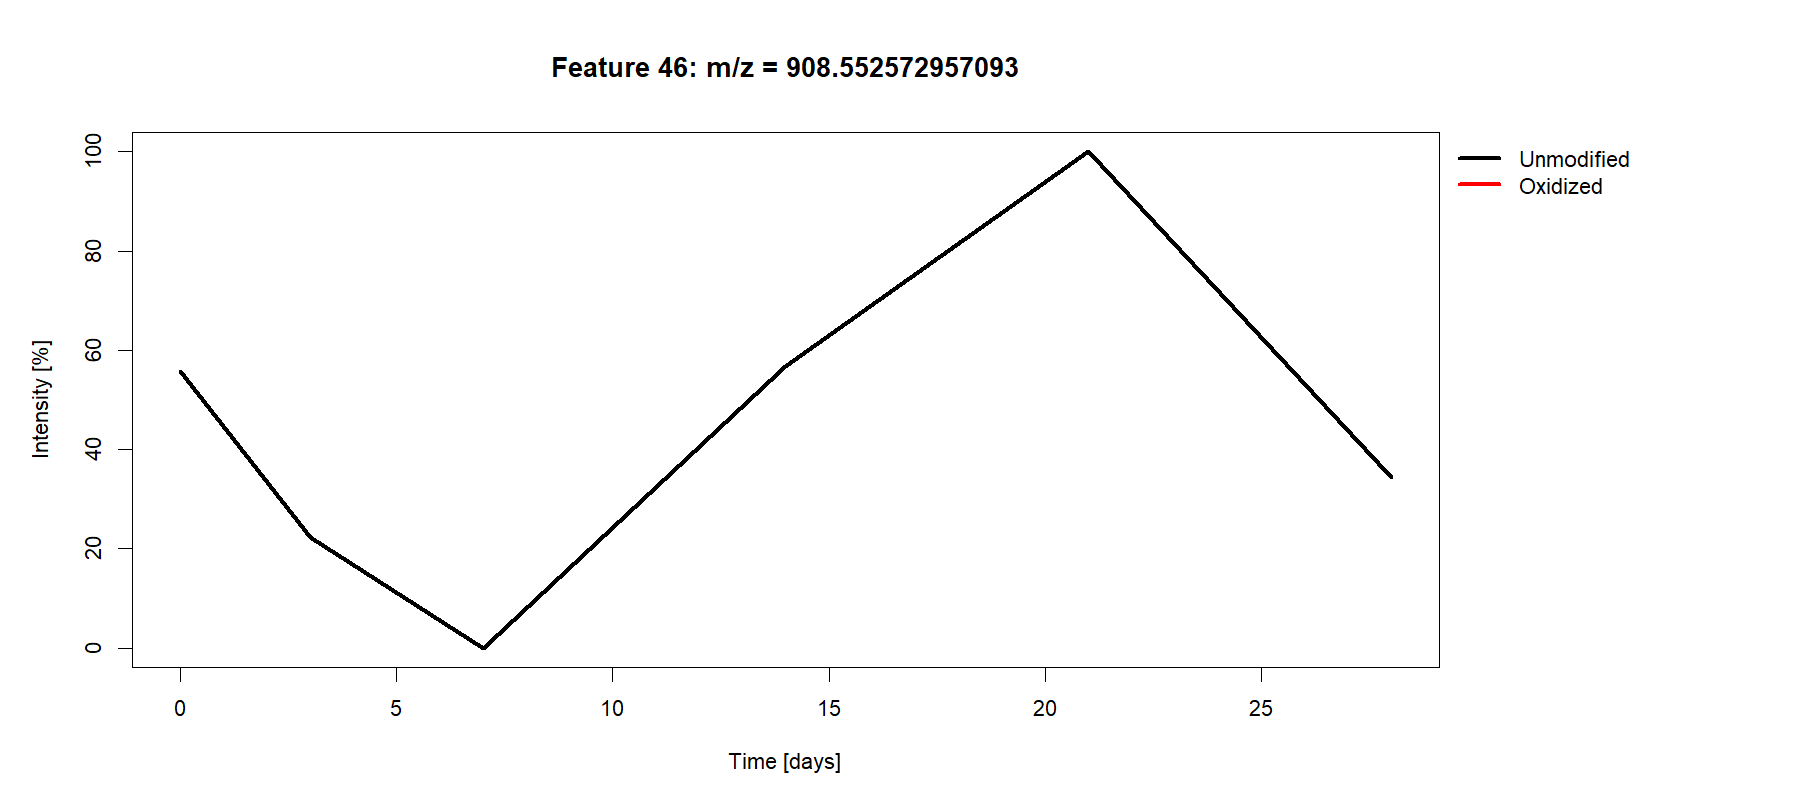 Feature 46: m/z = 908.552572957093
Unmodified
Oxidized
100
80
60
40
20
0
Intensity [%]
0 5 10 15 20 25
Time [days]